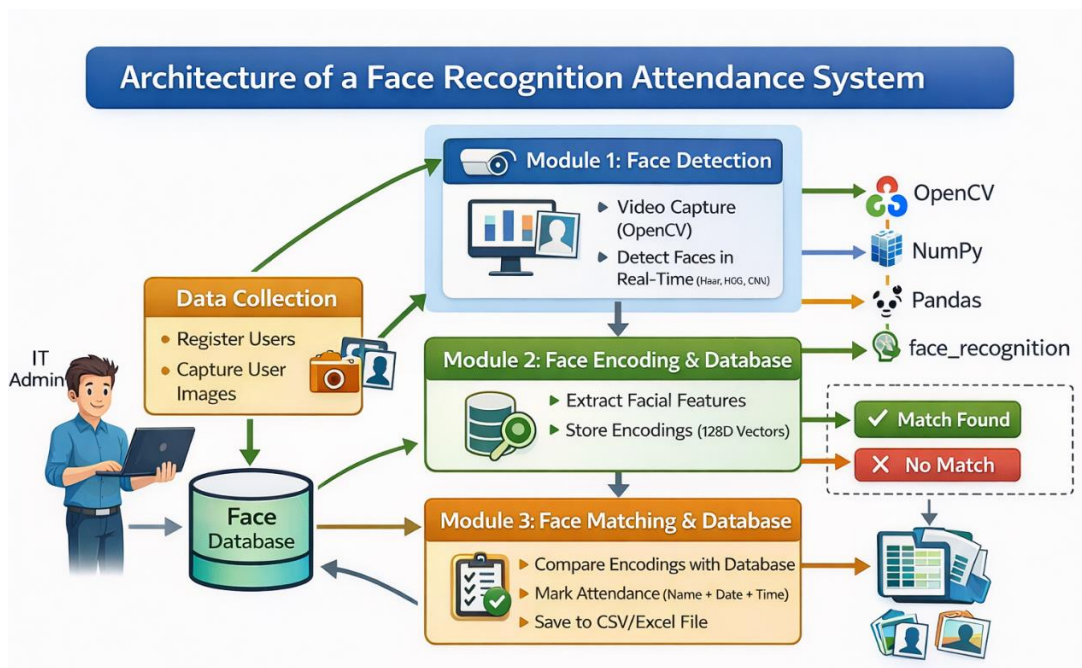 Architecture of a Face Recognition Attendance System
Module 1: Face Detection
Video Capture
(OpenCV)
Detect Faces in
Real-Time (Haar, HOG, CNN)
OpenCV
NumPy
Pandas
face_recognition
Data Collection
Register Users
Capture User
Images
IT
Admin
Module 2: Face Encoding & Database
Extract Facial Features
Store Encodings (128D Vectors)
Match Found
No Match
Face
Database
Module 3: Face Matching & Database
Compare Encodings with Database
Mark Attendance (Name + Date + Time)
Save to CSV/Excel File